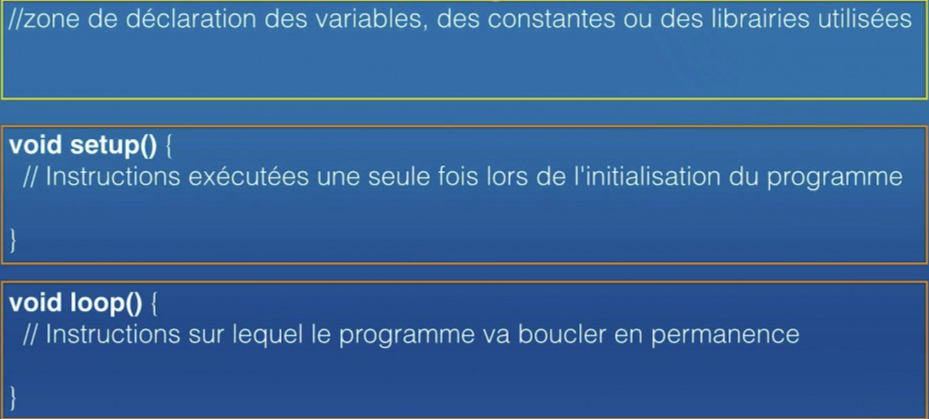 //zone de déclaration des variables, des constantes ou des librairies utilisées
void setup() {
// Instructions exécutées une seule fois lors de l'initialisation du programme
}
void loop() {
// Instructions sur lequel le programme va boucler en permanence
}